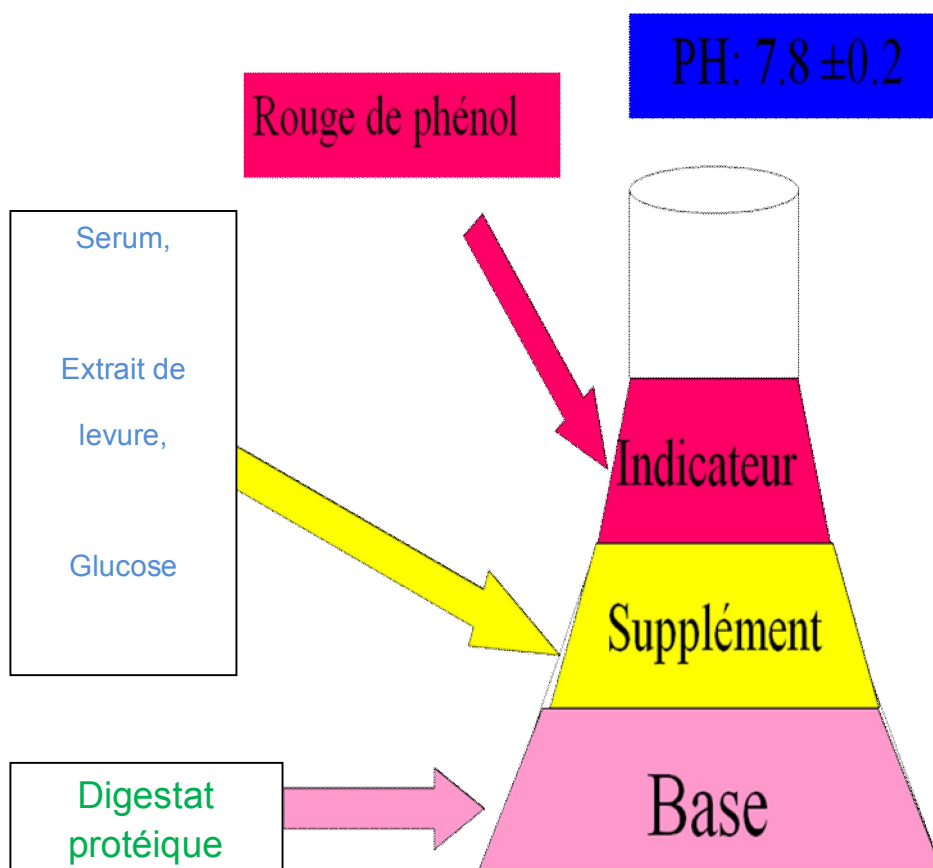 PH: 7.8 ±0.2
Rouge de phénol
Serum,
Extrait de
levure,
Glucose
Indicateur
Supplément
Digestat
protéique
Base